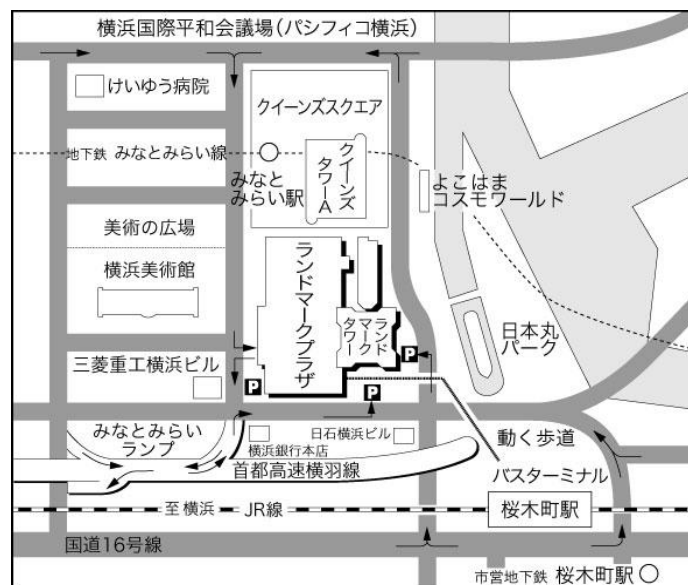 横浜国際平和会議場(パシフィコ横浜)
けいゆう病院
クイーンズスクエア
地下鉄 みなとみらい線
クイーンズ
タワーA
みなと
みらい駅
よこはま
コスモワールド
美術の広場
横浜美術館
ランドマークプラザ
ランド
マーク
タワー
日本丸
パーク
三菱重工横浜ビル
P
P
P
みなとみらい
ランプ
日石横浜ビル
横浜銀行本店
動く歩道
首都高速横羽線
バスターミナル
至横浜 JR線
桜木町駅
国道16号線
市営地下鉄 桜木町駅